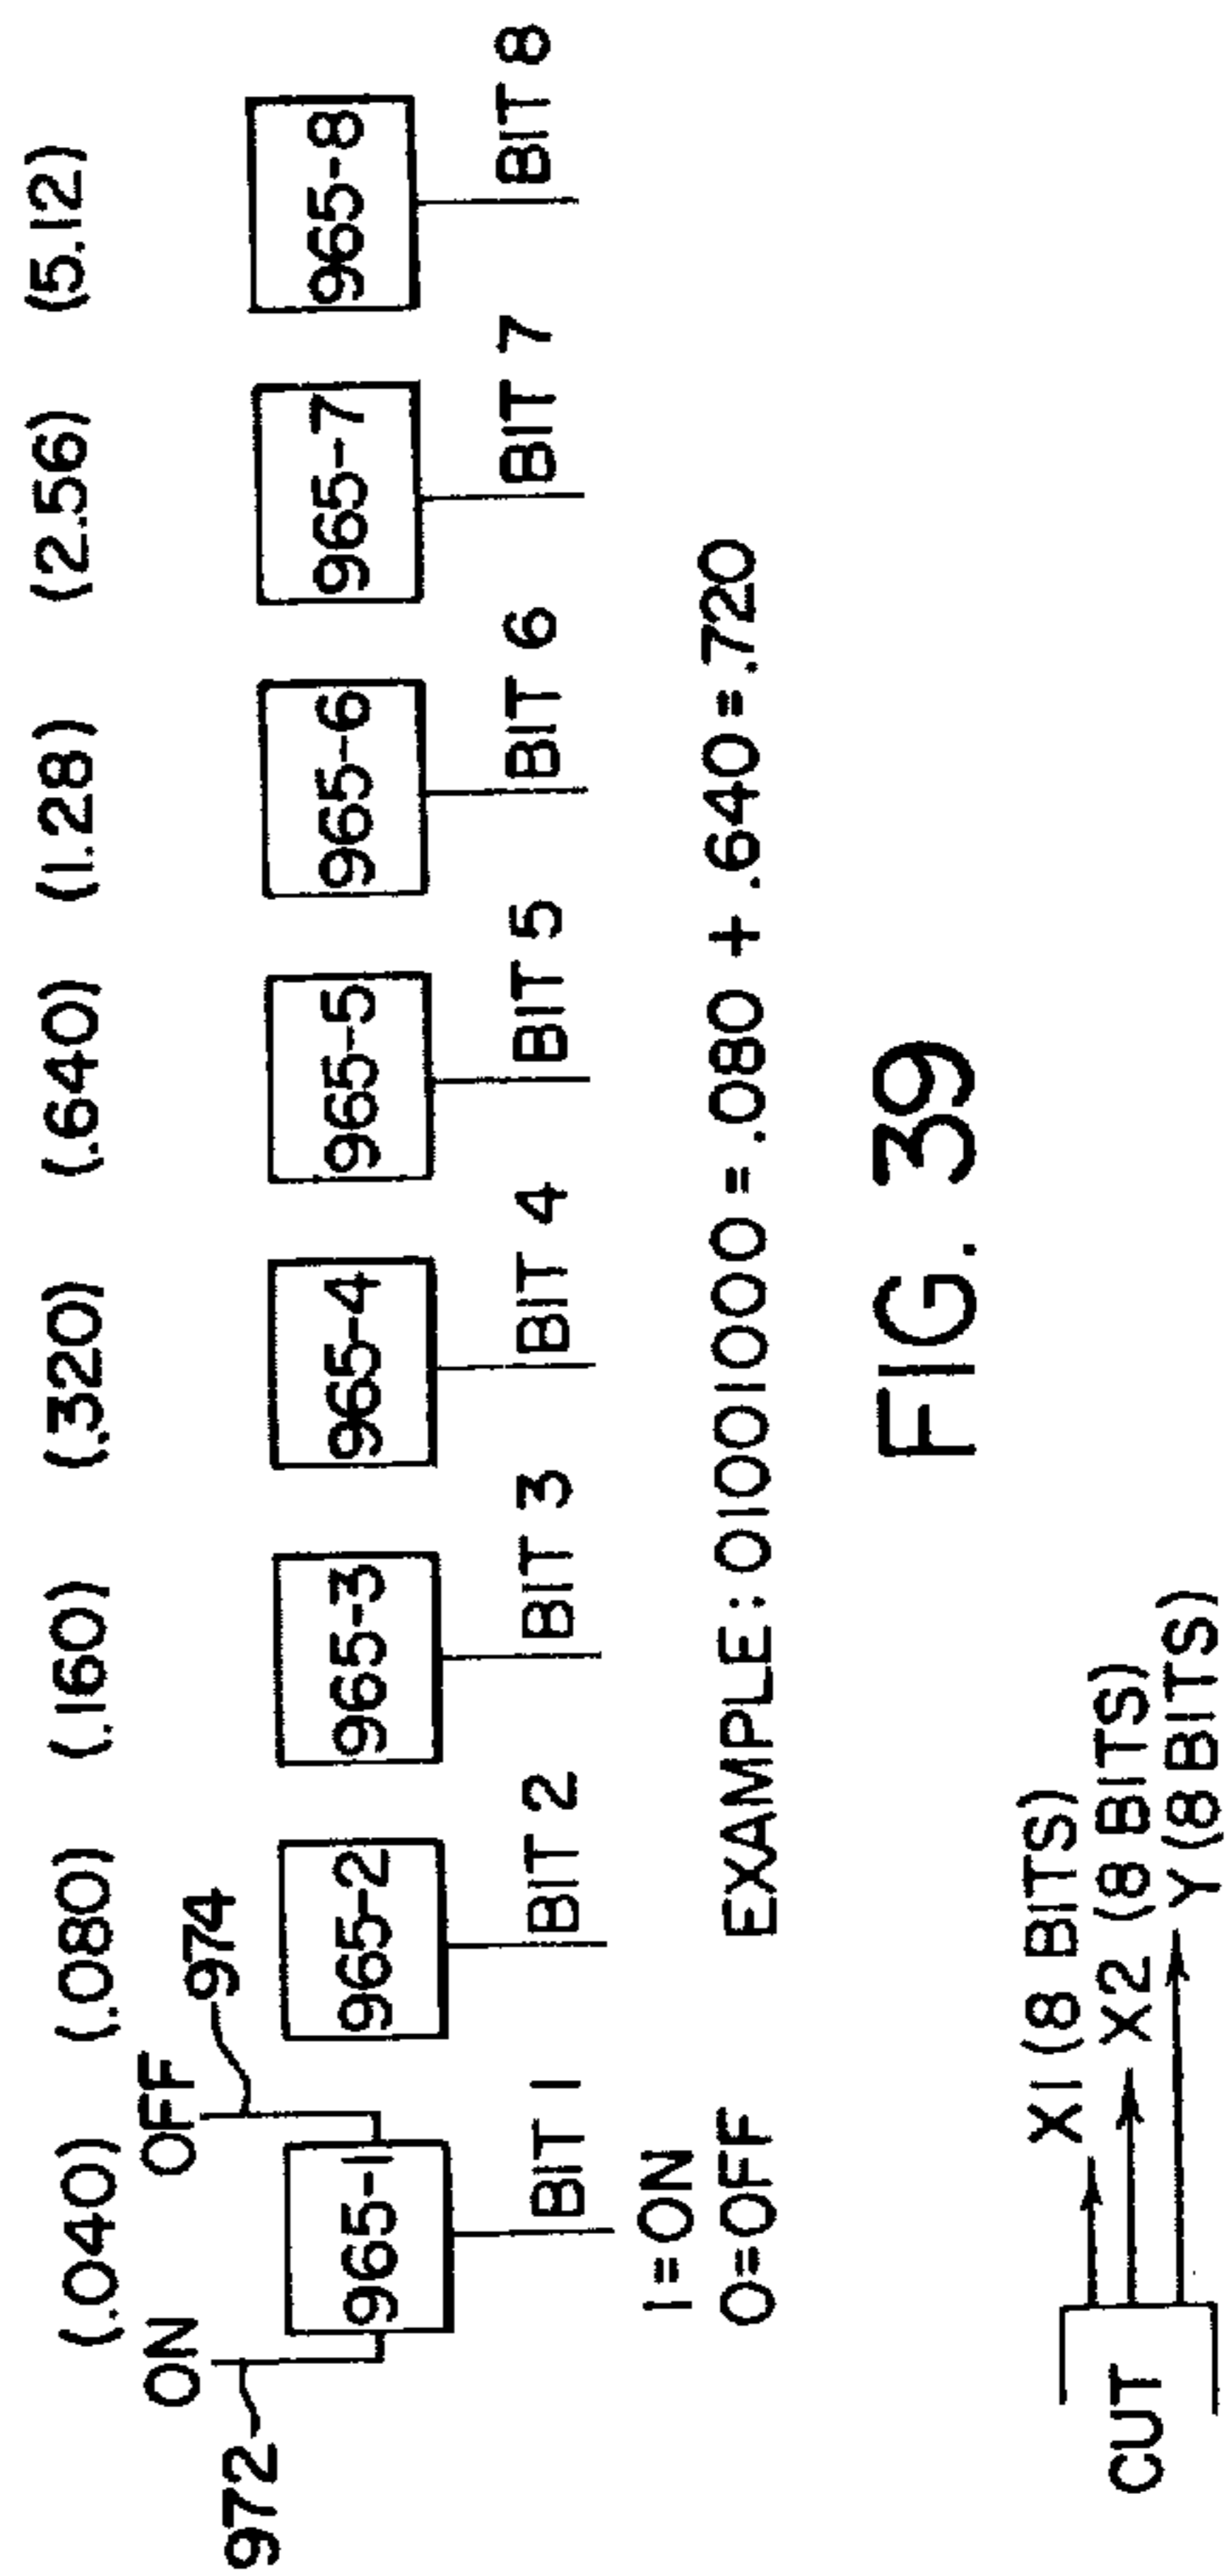 (.040) (.080) (.160) (.320) (.640) (1.28) (2.56) (5.12)
ON OFF
972 974
965-1 965-2 965-3 965-4 965-5 965-6 965-7 965-8
BIT 1 BIT 2 BIT 3 BIT 4 BIT 5 BIT 6 BIT 7 BIT 8
1=ON
0=OFF EXAMPLE: 01001000 = .080 + .640 = .720
FIG. 39
CUT
X1 (8 BITS)
X2 (8 BITS)
Y (8 BITS)